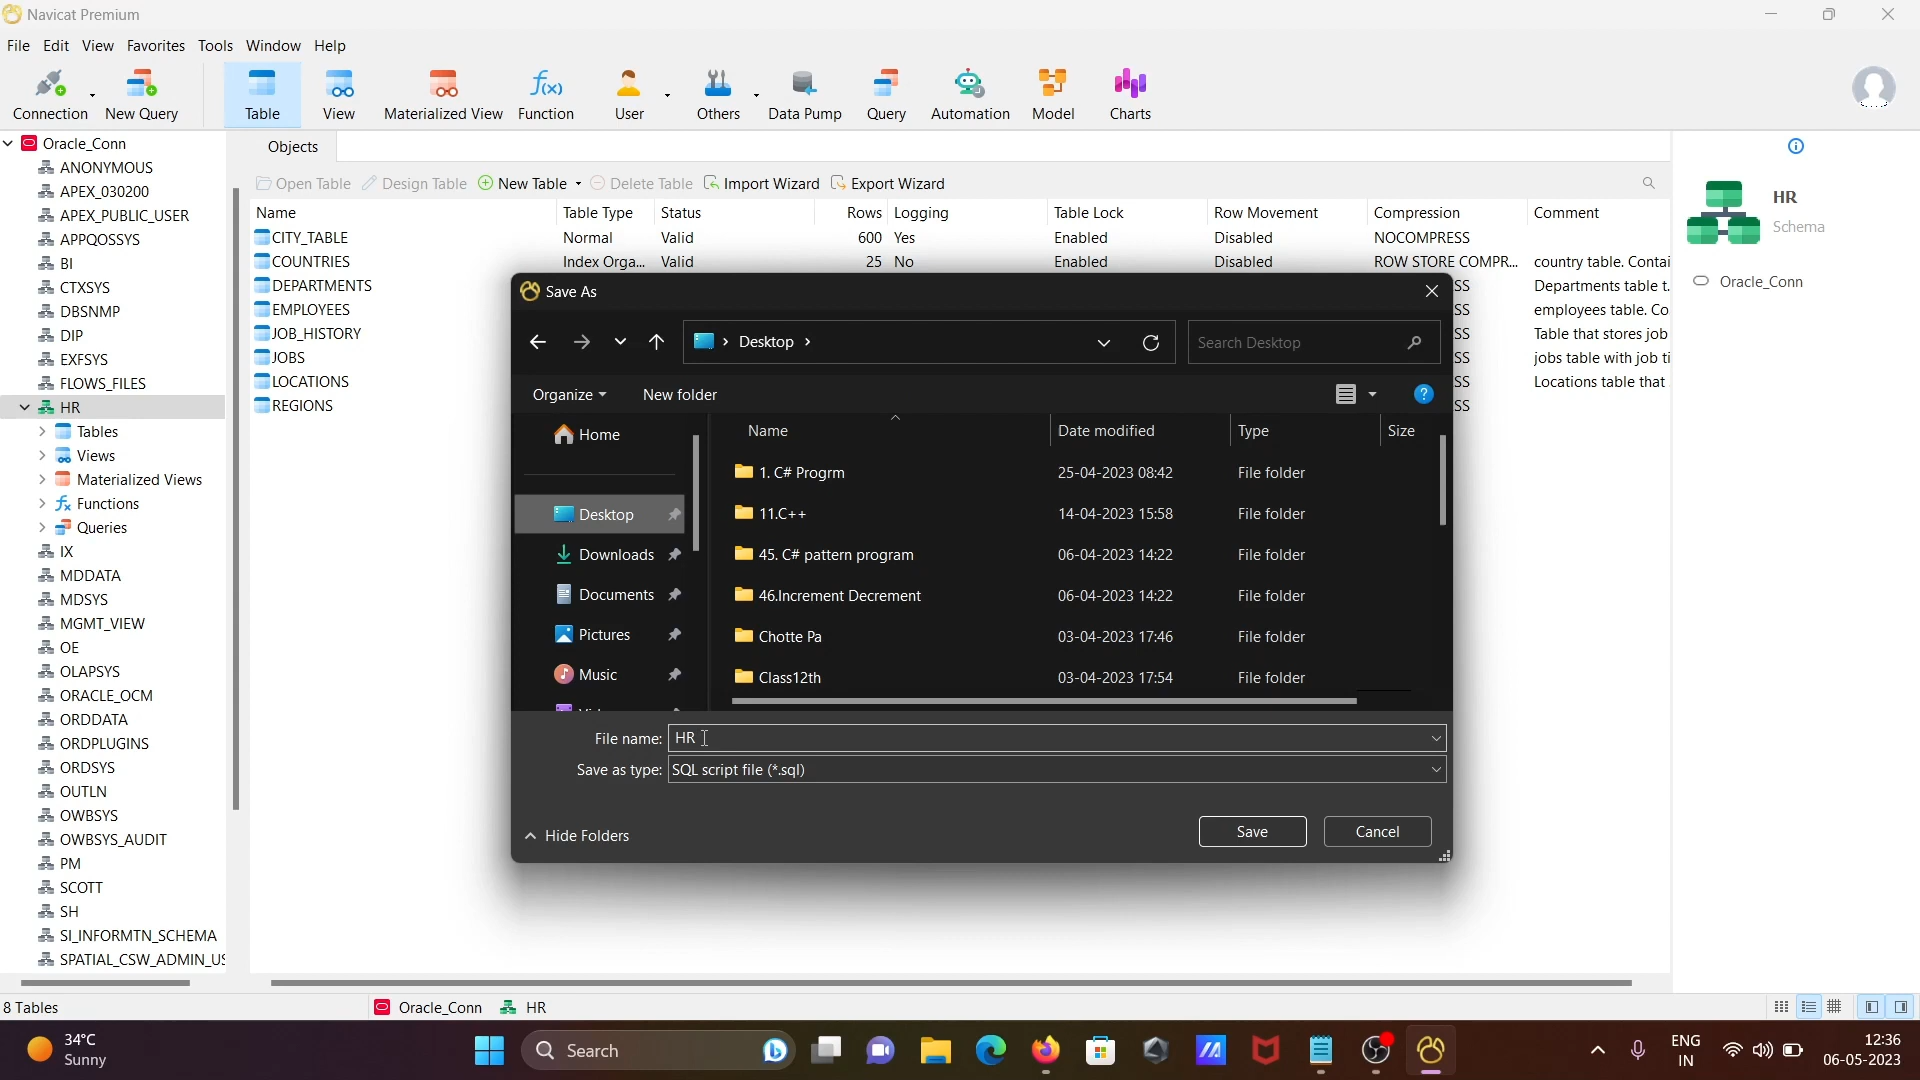 Navicat Premium
File Edit View Favorites Tools Window Help
Connection New Query Table View Materialized View Function User Others Data Pump Query Automation Model Charts
Objects
Open Table Design Table New Table Delete Table Import Wizard Export Wizard
Name Table Type Status Rows Logging Table Lock Row Movement Compression Comment
CITY_TABLE Normal Valid 600 Yes Enabled Disabled NOCOMPRESS
COUNTRIES Index Orga... Valid 25 No Enabled Disabled ROW STORE COMPR... country table. Contai
DEPARTMENTS SS Departments table t.
EMPLOYEES SS employees table. Co
JOB_HISTORY SS Table that stores job
JOBS SS jobs table with job ti
LOCATIONS SS Locations table that
REGIONS SS
Oracle_Conn
ANONYMOUS
APEX_030200
APEX_PUBLIC_USER
APPQOSSYS
BI
CTXSYS
DBSNMP
DIP
EXFSYS
FLOWS_FILES
HR
Tables
Views
Materialized Views
Functions
Queries
IX
MDDATA
MDSYS
MGMT_VIEW
OE
OLAPSYS
ORACLE_OCM
ORDDATA
ORDPLUGINS
ORDSYS
OUTLN
OWBSYS
OWBSYS_AUDIT
PM
SCOTT
SH
SI_INFORMTN_SCHEMA
SPATIAL_CSW_ADMIN_US
Save As
Desktop
Search Desktop
Organize New folder
Home
Desktop
Downloads
Documents
Pictures
Music
Name Date modified Type Size
1. C# Progrm 25-04-2023 08:42 File folder
11.C++ 14-04-2023 15:58 File folder
45. C# pattern program 06-04-2023 14:22 File folder
46.Increment Decrement 06-04-2023 14:22 File folder
Chotte Pa 03-04-2023 17:46 File folder
Class12th 03-04-2023 17:54 File folder
File name: HR
Save as type: SQL script file (*.sql)
Hide Folders Save Cancel
HR
Schema
Oracle_Conn
8 Tables Oracle_Conn HR
34°C
Sunny
Search
ENG
IN
12:36
06-05-2023